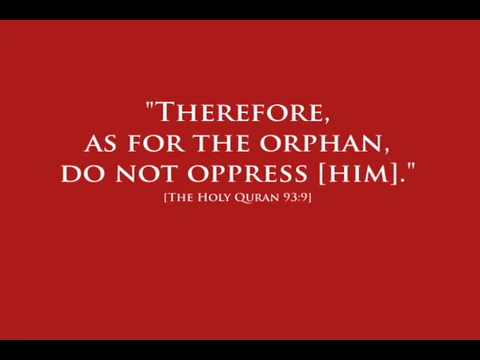 "Therefore,
as for the orphan,
do not oppress [him]."
[The Holy Quran 93:9]